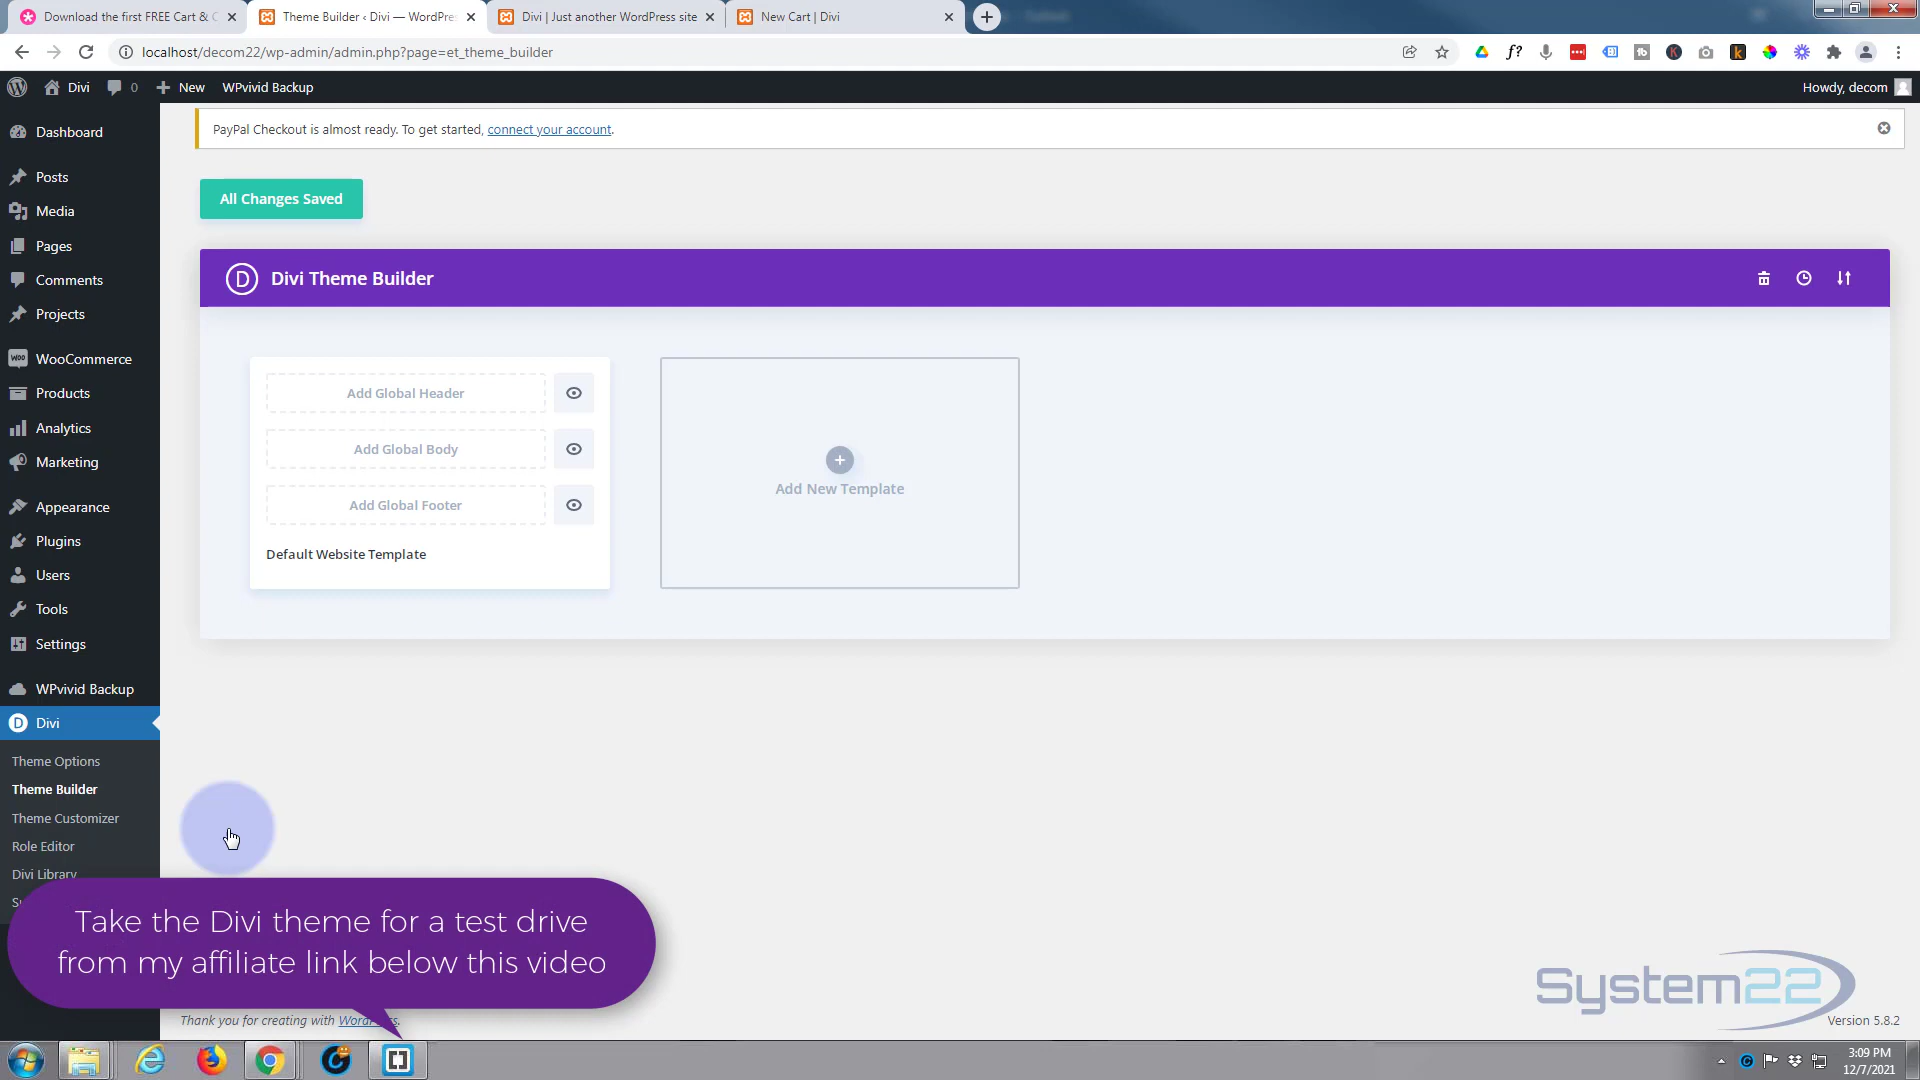 Download the first FREE Cart & C
Theme Builder ‹ Divi — WordPre
Divi | Just another WordPress site
New Cart | Divi
localhost/decom22/wp-admin/admin.php?page=et_theme_builder
Divi
0
New
WPvivid Backup
Howdy, decom
Dashboard
Posts
Media
Pages
Comments
Projects
WooCommerce
Products
Analytics
Marketing
Appearance
Plugins
Users
Tools
Settings
WPvivid Backup
Divi
Theme Options
Theme Builder
Theme Customizer
Role Editor
Divi Library
PayPal Checkout is almost ready. To get started, connect your account.
All Changes Saved
D Divi Theme Builder
Add Global Header
Add Global Body
Add Global Footer
Default Website Template
Add New Template
Take the Divi theme for a test drive
from my affiliate link below this video
Thank you for creating with WordPress.
System22
Version 5.8.2
3:09 PM
12/7/2021